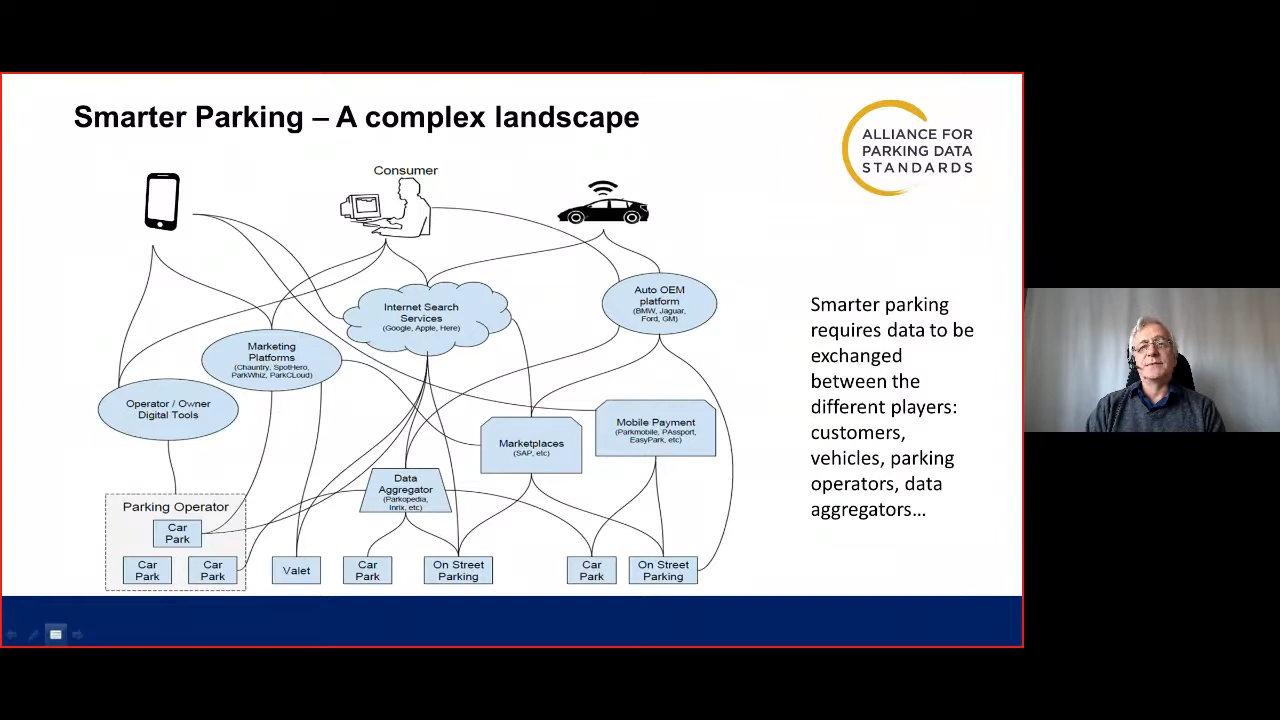 Smarter Parking – A complex landscape
ALLIANCE FOR
PARKING DATA
STANDARDS
Consumer
Internet Search
Services
(Google, Apple, Here)
Auto OEM
platform
(BMW, Jaguar,
Ford, GM)
Marketing
Platforms
(Chauntry, SpotHero,
ParkWhiz, ParkCLoud)
Operator / Owner
Digital Tools
Marketplaces
(SAP, etc)
Mobile Payment
(Parkmobile, PAssport,
EasyPark, etc)
Data
Aggregator
(Parkopedia,
Inrix, etc)
Parking Operator
Car
Park
Car
Park
Car
Park
Valet
Car
Park
On Street
Parking
Car
Park
On Street
Parking
Smarter parking
requires data to be
exchanged
between the
different players:
customers,
vehicles, parking
operators, data
aggregators…